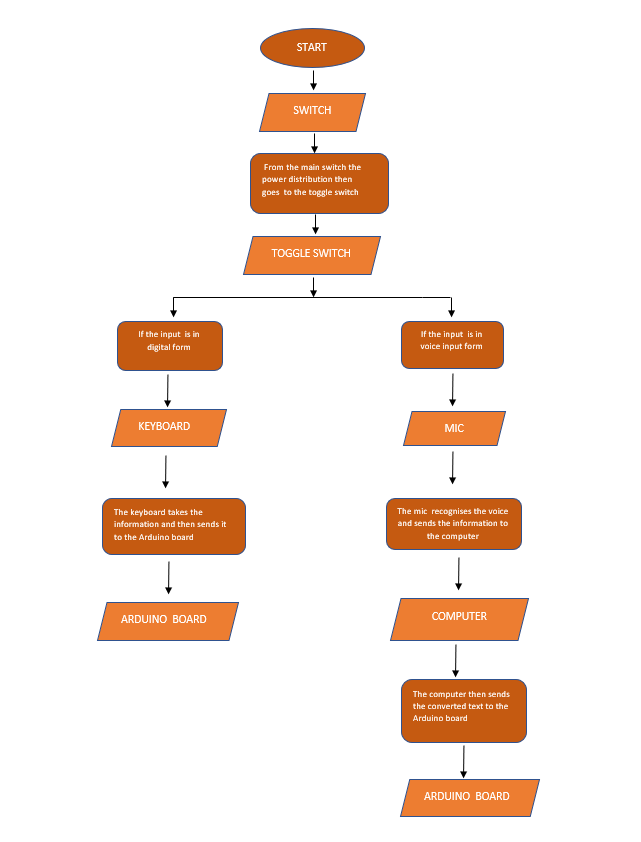 START
SWITCH
From the main switch the
power distribution then
goes to the toggle switch
TOGGLE SWITCH
If the input is in
digital form
If the input is in
voice input form
KEYBOARD
MIC
The keyboard takes the
information and then sends it
to the Arduino board
The mic recognises the voice
and sends the information to
the computer
ARDUINO BOARD
COMPUTER
The computer then sends
the converted text to the
Arduino board
ARDUINO BOARD